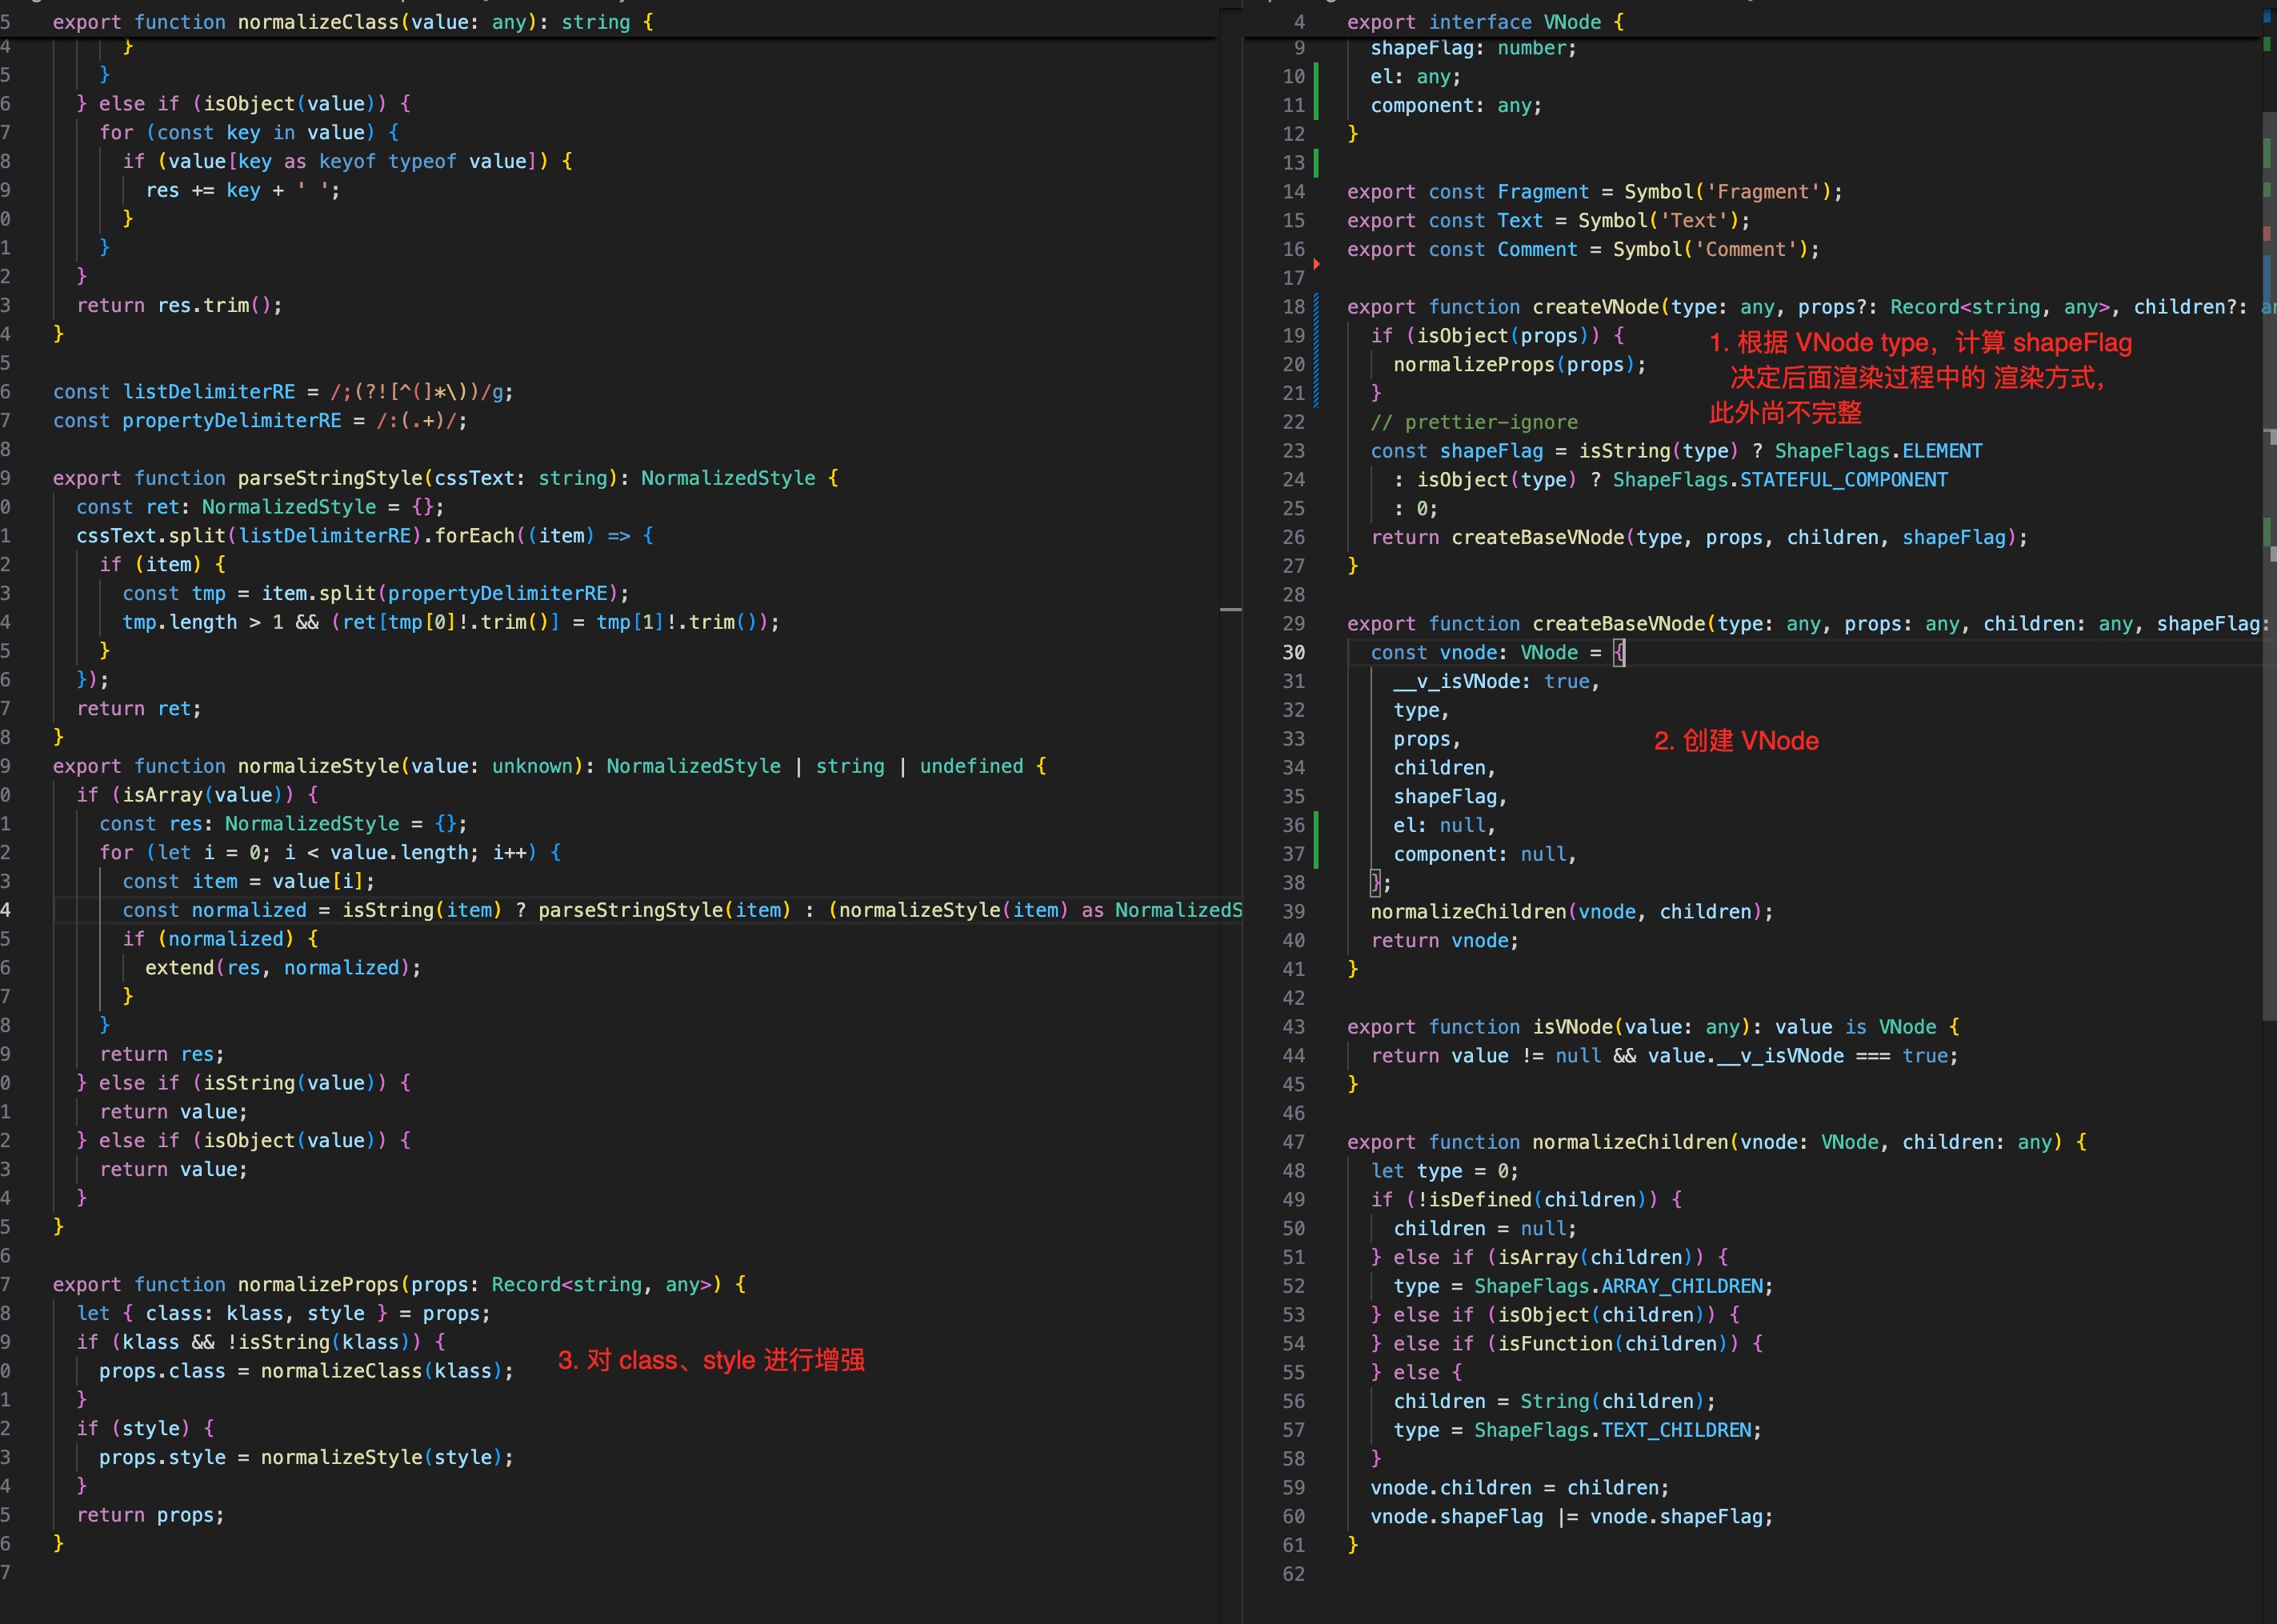 5 export function normalizeClass(value: any): string {
4 }
5 }
6 } else if (isObject(value)) {
7 for (const key in value) {
8 if (value[key as keyof typeof value]) {
9 res += key + ' ';
0 }
1 }
2 }
3 return res.trim();
4 }
5
6 const listDelimiterRE = /;(?![^(]*\))/g;
7 const propertyDelimiterRE = /:(.+)/;
8
9 export function parseStringStyle(cssText: string): NormalizedStyle {
0 const ret: NormalizedStyle = {};
1 cssText.split(listDelimiterRE).forEach((item) => {
2 if (item) {
3 const tmp = item.split(propertyDelimiterRE);
4 tmp.length > 1 && (ret[tmp[0]!.trim()] = tmp[1]!.trim());
5 }
6 });
7 return ret;
8 }
9 export function normalizeStyle(value: unknown): NormalizedStyle | string | undefined {
0 if (isArray(value)) {
1 const res: NormalizedStyle = {};
2 for (let i = 0; i < value.length; i++) {
3 const item = value[i];
4 const normalized = isString(item) ? parseStringStyle(item) : (normalizeStyle(item) as NormalizedS
5 if (normalized) {
6 extend(res, normalized);
7 }
8 }
9 return res;
0 } else if (isString(value)) {
1 return value;
2 } else if (isObject(value)) {
3 return value;
4 }
5 }
6
7 export function normalizeProps(props: Record<string, any>) {
8 let { class: klass, style } = props;
9 if (klass && !isString(klass)) {
0 props.class = normalizeClass(klass);
3. 对 class、style 进行增强
1 }
2 if (style) {
3 props.style = normalizeStyle(style);
4 }
5 return props;
6 }
7
4 export interface VNode {
9 shapeFlag: number;
10 el: any;
11 component: any;
12 }
13
14 export const Fragment = Symbol('Fragment');
15 export const Text = Symbol('Text');
16 export const Comment = Symbol('Comment');
17
18 export function createVNode(type: any, props?: Record<string, any>, children?: an
19 if (isObject(props)) {
20 normalizeProps(props);
21 }
1. 根据 VNode type，计算 shapeFlag
决定后面渲染过程中的 渲染方式，
此外尚不完整
22 // prettier-ignore
23 const shapeFlag = isString(type) ? ShapeFlags.ELEMENT
24 : isObject(type) ? ShapeFlags.STATEFUL_COMPONENT
25 : 0;
26 return createBaseVNode(type, props, children, shapeFlag);
27 }
28
29 export function createBaseVNode(type: any, props: any, children: any, shapeFlag:
30 const vnode: VNode = {
31 __v_isVNode: true,
32 type,
33 props,
2. 创建 VNode
34 children,
35 shapeFlag,
36 el: null,
37 component: null,
38 };
39 normalizeChildren(vnode, children);
40 return vnode;
41 }
42
43 export function isVNode(value: any): value is VNode {
44 return value != null && value.__v_isVNode === true;
45 }
46
47 export function normalizeChildren(vnode: VNode, children: any) {
48 let type = 0;
49 if (!isDefined(children)) {
50 children = null;
51 } else if (isArray(children)) {
52 type = ShapeFlags.ARRAY_CHILDREN;
53 } else if (isObject(children)) {
54 } else if (isFunction(children)) {
55 } else {
56 children = String(children);
57 type = ShapeFlags.TEXT_CHILDREN;
58 }
59 vnode.children = children;
60 vnode.shapeFlag |= vnode.shapeFlag;
61 }
62